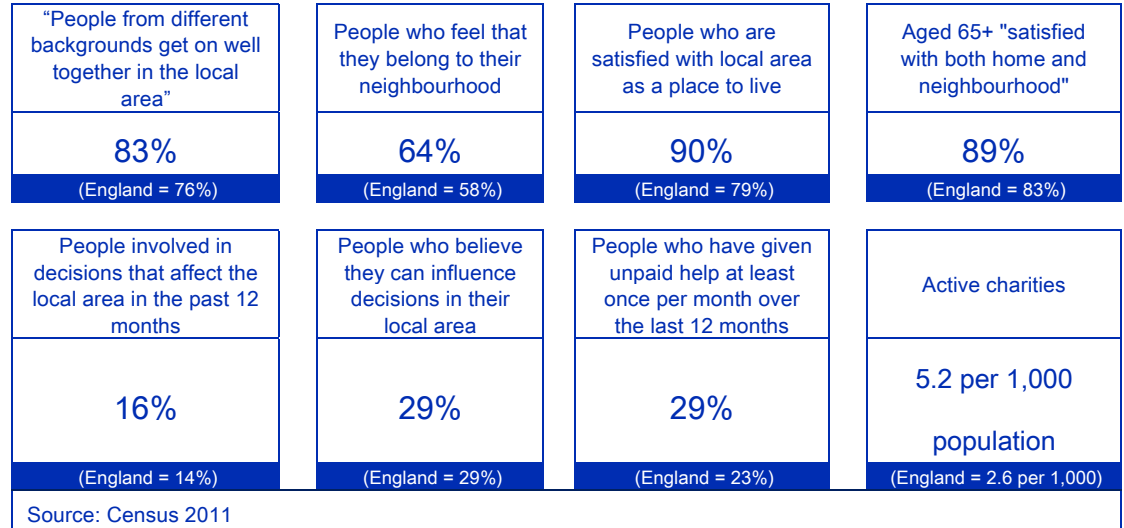 “People from different
backgrounds get on well
together in the local
area”
83%
(England = 76%)
People who feel that
they belong to their
neighbourhood
64%
(England = 58%)
People who are
satisfied with local area
as a place to live
90%
(England = 79%)
Aged 65+ "satisfied
with both home and
neighbourhood"
89%
(England = 83%)
People involved in
decisions that affect the
local area in the past 12
months
16%
(England = 14%)
People who believe
they can influence
decisions in their
local area
29%
(England = 29%)
People who have given
unpaid help at least
once per month over
the last 12 months
29%
(England = 23%)
Active charities
5.2 per 1,000
population
(England = 2.6 per 1,000)
Source: Census 2011